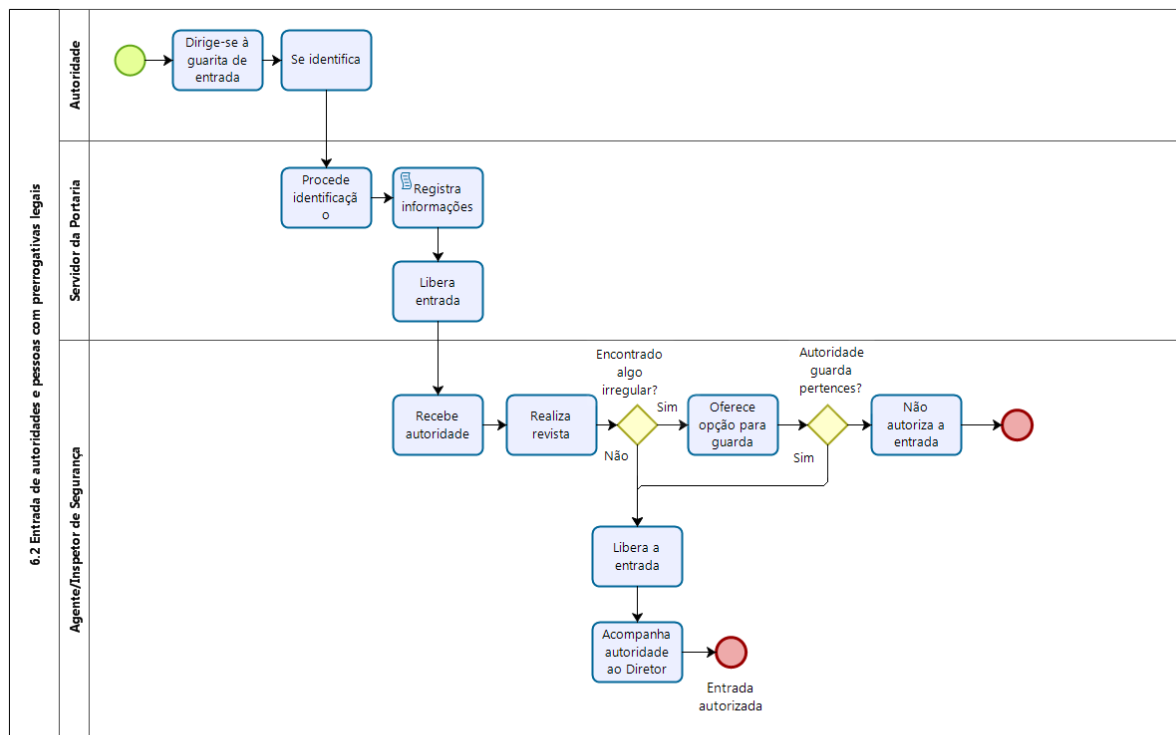 6.2 Entrada de autoridades e pessoas com prerrogativas legais
Autoridade
Dirige-se à
guarita de
entrada
Se identifica
Servidor da Portaria
Procede
identificaçã
o
Registra
informações
Libera
entrada
Agente/Inspetor de Segurança
Recebe
autoridade
Realiza
revista
Encontrado
algo
irregular?
Sim
Não
Oferece
opção para
guarda
Autoridade
guarda
pertences?
Sim
Não
autoriza a
entrada
Libera a
entrada
Acompanha
autoridade
ao Diretor
Entrada
autorizada